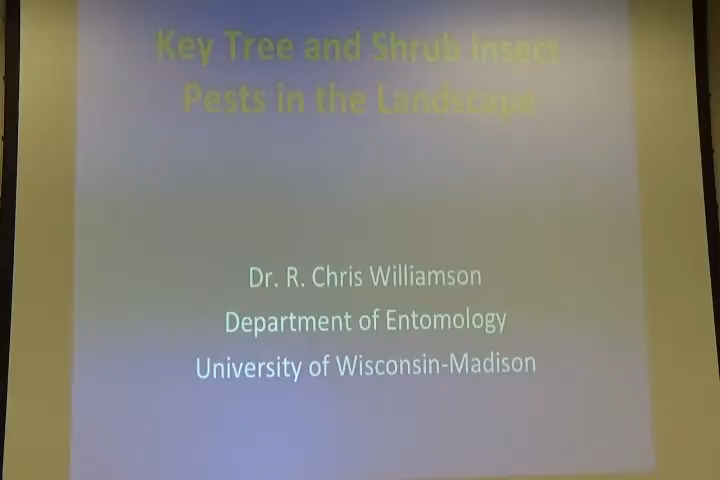 Key Tree and Shrub Insect
Pests in the Landscape
Dr. R. Chris Williamson
Department of Entomology
University of Wisconsin-Madison